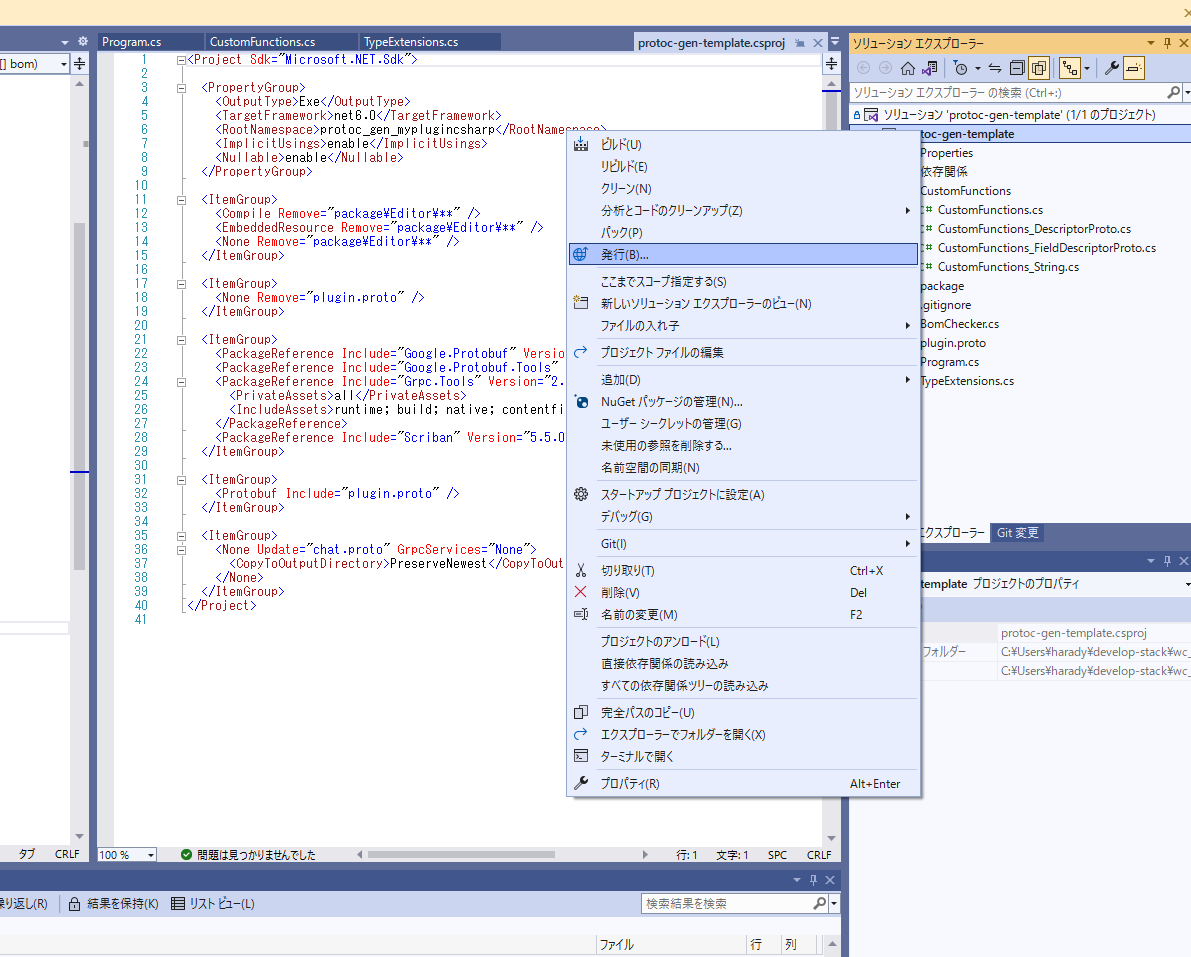 Program.cs
CustomFunctions.cs
TypeExtensions.cs
protoc-gen-template.csproj
[] bom)
1 <Project Sdk="Microsoft.NET.Sdk">
2
3 <PropertyGroup>
4 <OutputType>Exe</OutputType>
5 <TargetFramework>net6.0</TargetFramework>
6 <RootNamespace>protoc_gen_myplugincsharp</RootNamespace>
7 <ImplicitUsings>enable</ImplicitUsings>
8 <Nullable>enable</Nullable>
9 </PropertyGroup>
10
11 <ItemGroup>
12 <Compile Remove="package¥Editor¥**" />
13 <EmbeddedResource Remove="package¥Editor¥**" />
14 <None Remove="package¥Editor¥**" />
15 </ItemGroup>
16
17 <ItemGroup>
18 <None Remove="plugin.proto" />
19 </ItemGroup>
20
21 <ItemGroup>
22 <PackageReference Include="Google.Protobuf" Versio
23 <PackageReference Include="Google.Protobuf.Tools"
24 <PackageReference Include="Grpc.Tools" Version="2.
25 <PrivateAssets>all</PrivateAssets>
26 <IncludeAssets>runtime; build; native; contentfi
27 </PackageReference>
28 <PackageReference Include="Scriban" Version="5.5.0
29 </ItemGroup>
30
31 <ItemGroup>
32 <Protobuf Include="plugin.proto" />
33 </ItemGroup>
34
35 <ItemGroup>
36 <None Update="chat.proto" GrpcServices="None">
37 <CopyToOutputDirectory>PreserveNewest</CopyToOut
38 </None>
39 </ItemGroup>
40 </Project>
41
ビルド(U)
リビルド(E)
クリーン(N)
分析とコードのクリーンアップ(Z)
パック(P)
発行(B)...
ここまでスコープ指定する(S)
新しいソリューション エクスプローラーのビュー(N)
ファイルの入れ子
プロジェクト ファイルの編集
追加(D)
NuGet パッケージの管理(N)...
ユーザー シークレットの管理(G)
未使用の参照を削除する...
名前空間の同期(N)
スタートアップ プロジェクトに設定(A)
デバッグ(G)
Git(I)
切り取り(T) Ctrl+X
削除(V) Del
名前の変更(M) F2
プロジェクトのアンロード(L)
直接依存関係の読み込み
すべての依存関係ツリーの読み込み
完全パスのコピー(U)
エクスプローラーでフォルダーを開く(X)
ターミナルで開く
プロパティ(R) Alt+Enter
ソリューション エクスプローラー
ソリューション エクスプローラー の検索 (Ctrl+:)
ソリューション 'protoc-gen-template' (1/1 のプロジェクト)
toc-gen-template
Properties
依存関係
CustomFunctions
C# CustomFunctions.cs
C# CustomFunctions_DescriptorProto.cs
C# CustomFunctions_FieldDescriptorProto.cs
C# CustomFunctions_String.cs
package
.gitignore
BomChecker.cs
plugin.proto
Program.cs
TypeExtensions.cs
エクスプローラー
Git 変更
template プロジェクトのプロパティ
protoc-gen-template.csproj
フォルダー C:¥Users¥harady¥develop-stack¥wc_
C:¥Users¥harady¥develop-stack¥wc_
タブ CRLF
100 %
問題は見つかりませんでした
行: 1 文字: 1 SPC CRLF
り返し(R)
結果を保持(K)
リスト ビュー(L)
検索結果を検索
ファイル 行 列